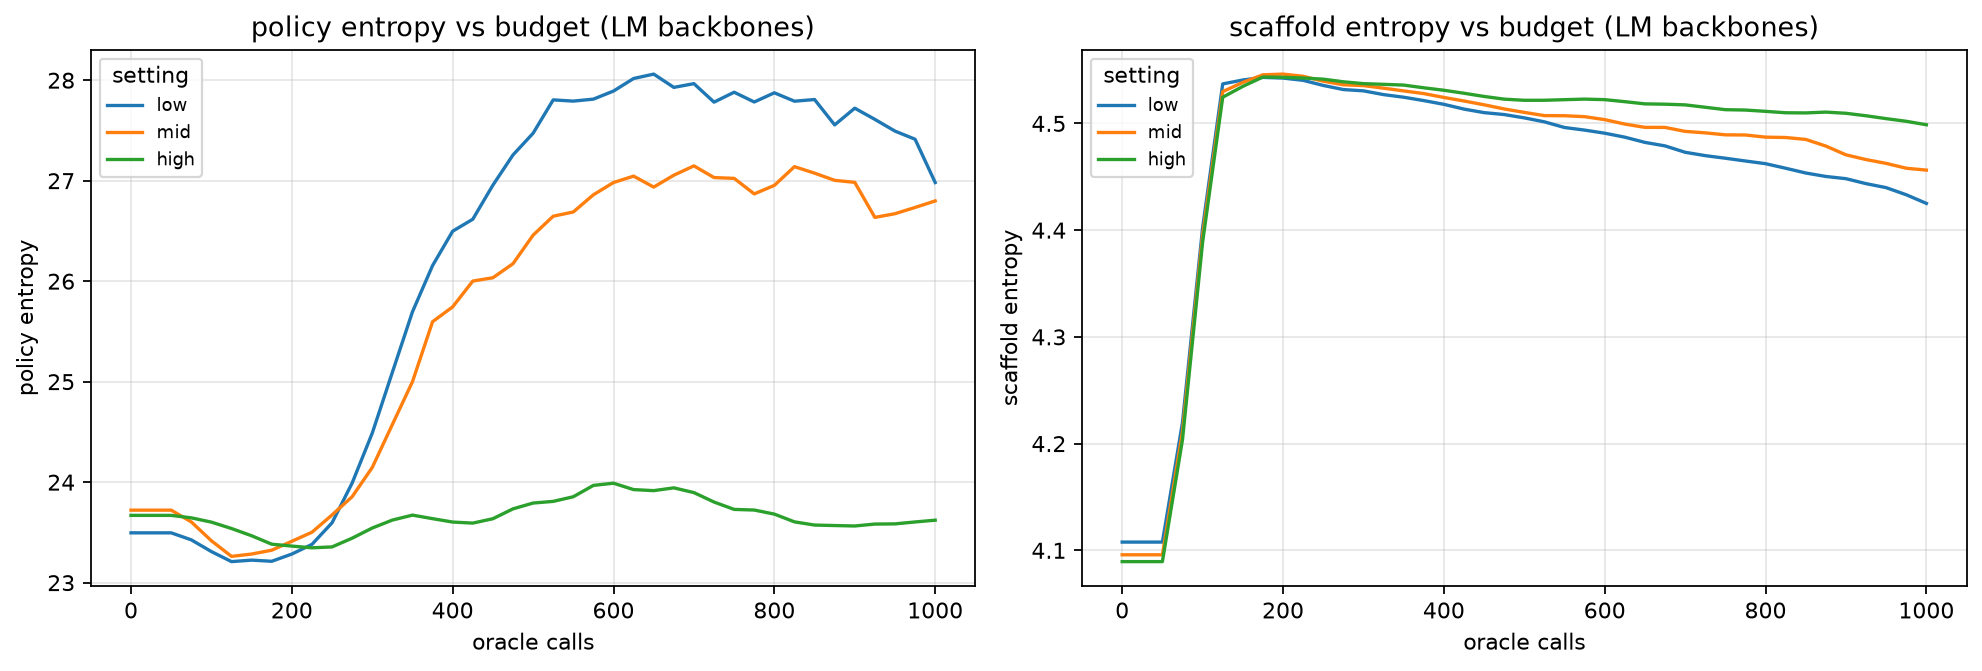 policy entropy vs budget (LM backbones)
setting
low
mid
high
28
27
26
25
24
23
policy entropy
0
200
400
600
800
1000
oracle calls
scaffold entropy vs budget (LM backbones)
setting
low
mid
high
4.5
4.4
4.3
4.2
4.1
scaffold entropy
0
200
400
600
800
1000
oracle calls